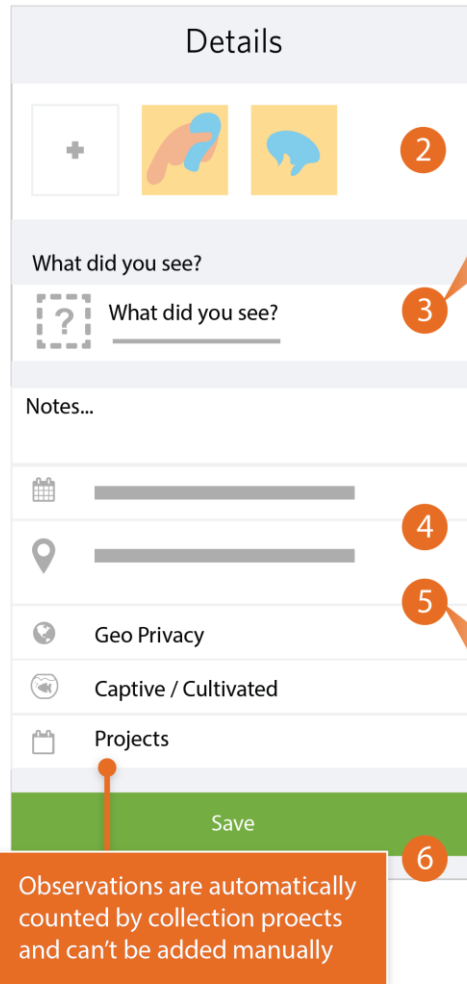 Details
2
What did you see?
?
What did you see?
3
Notes...
4
5
Geo Privacy
Captive / Cultivated
Projects
Save
6
Observations are automatically
counted by collection proects
and can't be added manually